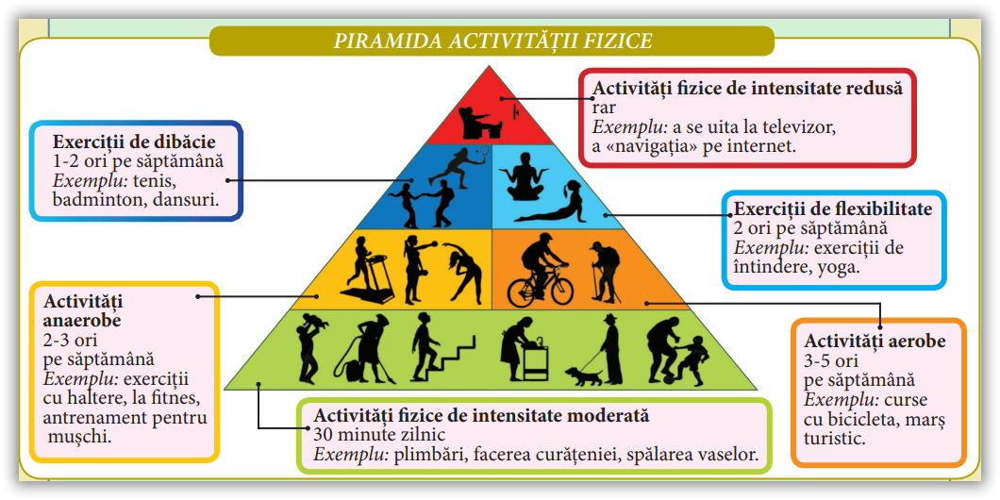 PIRAMIDA ACTIVITĂȚII FIZICE
Activități fizice de intensitate redusă
rar
Exemplu: a se uita la televizor,
a «navigația» pe internet.
Exerciții de dibăcie
1-2 ori pe săptămână
Exemplu: tenis,
badminton, dansuri.
Exerciții de flexibilitate
2 ori pe săptămână
Exemplu: exerciții de
întindere, yoga.
Activități
anaerobe
2-3 ori
pe săptămână
Exemplu: exerciții
cu haltere, la fitnes,
antrenament pentru
mușchi.
Activități aerobe
3-5 ori
pe săptămână
Exemplu: curse
cu bicicleta, marș
turistic.
Activități fizice de intensitate moderată
30 minute zilnic
Exemplu: plimbări, facerea curățeniei, spălarea vaselor.